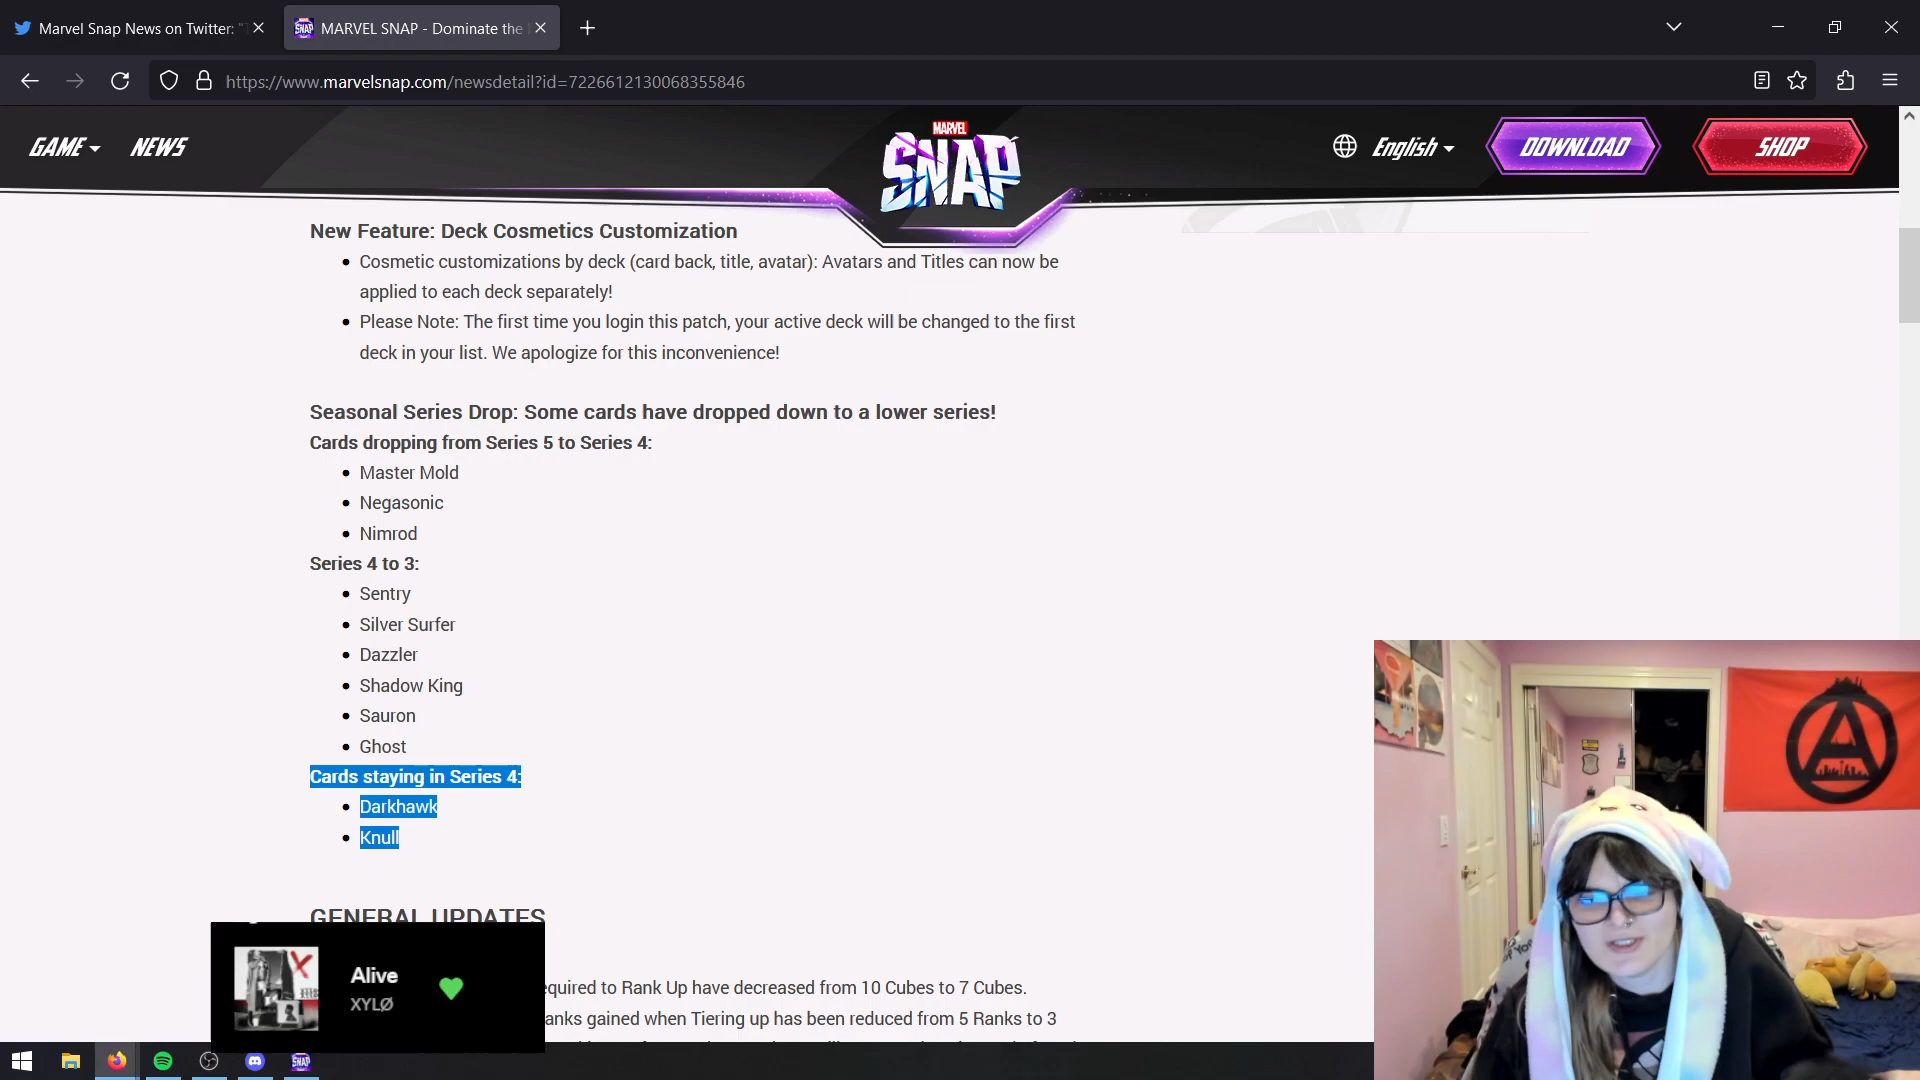 Marvel Snap News on Twitter: "
MARVEL SNAP - Dominate the
https://www.marvelsnap.com/newsdetail?id=7226612130068355846
GAME
NEWS
MARVEL
SNAP
English
DOWNLOAD
SHOP
New Feature: Deck Cosmetics Customization
Cosmetic customizations by deck (card back, title, avatar): Avatars and Titles can now be
applied to each deck separately!
Please Note: The first time you login this patch, your active deck will be changed to the first
deck in your list. We apologize for this inconvenience!
Seasonal Series Drop: Some cards have dropped down to a lower series!
Cards dropping from Series 5 to Series 4:
Master Mold
Negasonic
Nimrod
Series 4 to 3:
Sentry
Silver Surfer
Dazzler
Shadow King
Sauron
Ghost
Cards staying in Series 4:
Darkhawk
Knull
GENERAL UPDATES
equired to Rank Up have decreased from 10 Cubes to 7 Cubes.
anks gained when Tiering up has been reduced from 5 Ranks to 3
Alive
XYLØ